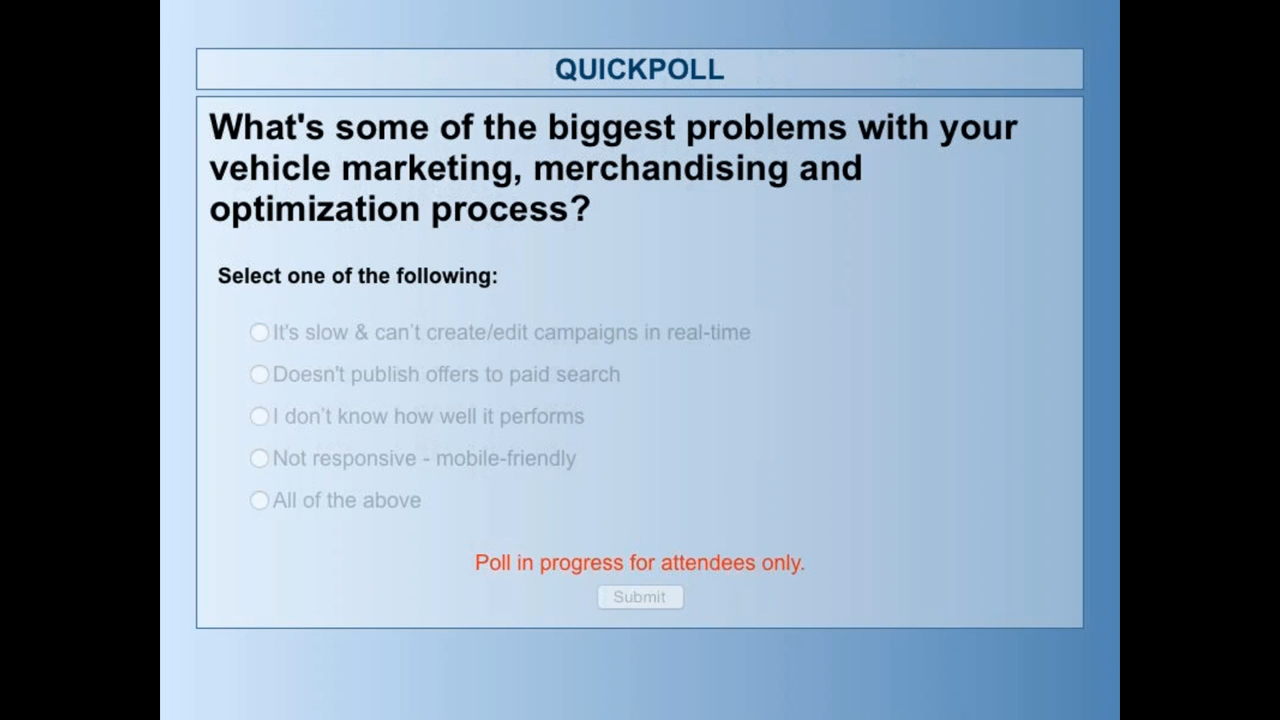 QUICKPOLL
What's some of the biggest problems with your
vehicle marketing, merchandising and
optimization process?
Select one of the following:
It's slow & can’t create/edit campaigns in real-time
Doesn't publish offers to paid search
I don’t know how well it performs
Not responsive - mobile-friendly
All of the above
Poll in progress for attendees only.
Submit